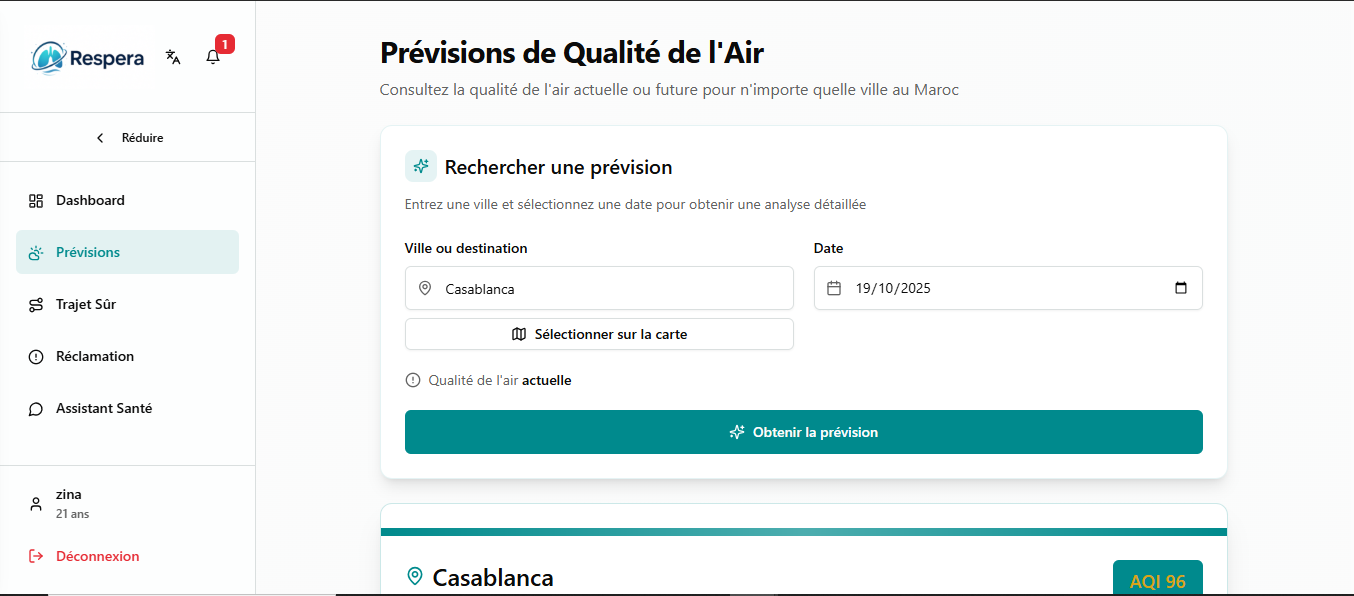 Respera
1
Réduire
Dashboard
Prévisions
Trajet Sûr
Réclamation
Assistant Santé
zina
21 ans
Déconnexion
Prévisions de Qualité de l'Air
Consultez la qualité de l'air actuelle ou future pour n'importe quelle ville au Maroc
Rechercher une prévision
Entrez une ville et sélectionnez une date pour obtenir une analyse détaillée
Ville ou destination
Casablanca
Sélectionner sur la carte
Date
19/10/2025
Qualité de l'air actuelle
Obtenir la prévision
Casablanca
AQI 96